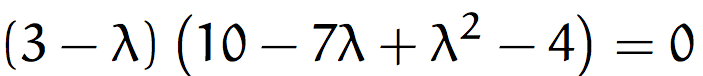 (3 − λ) (10 − 7λ + λ² − 4) = 0